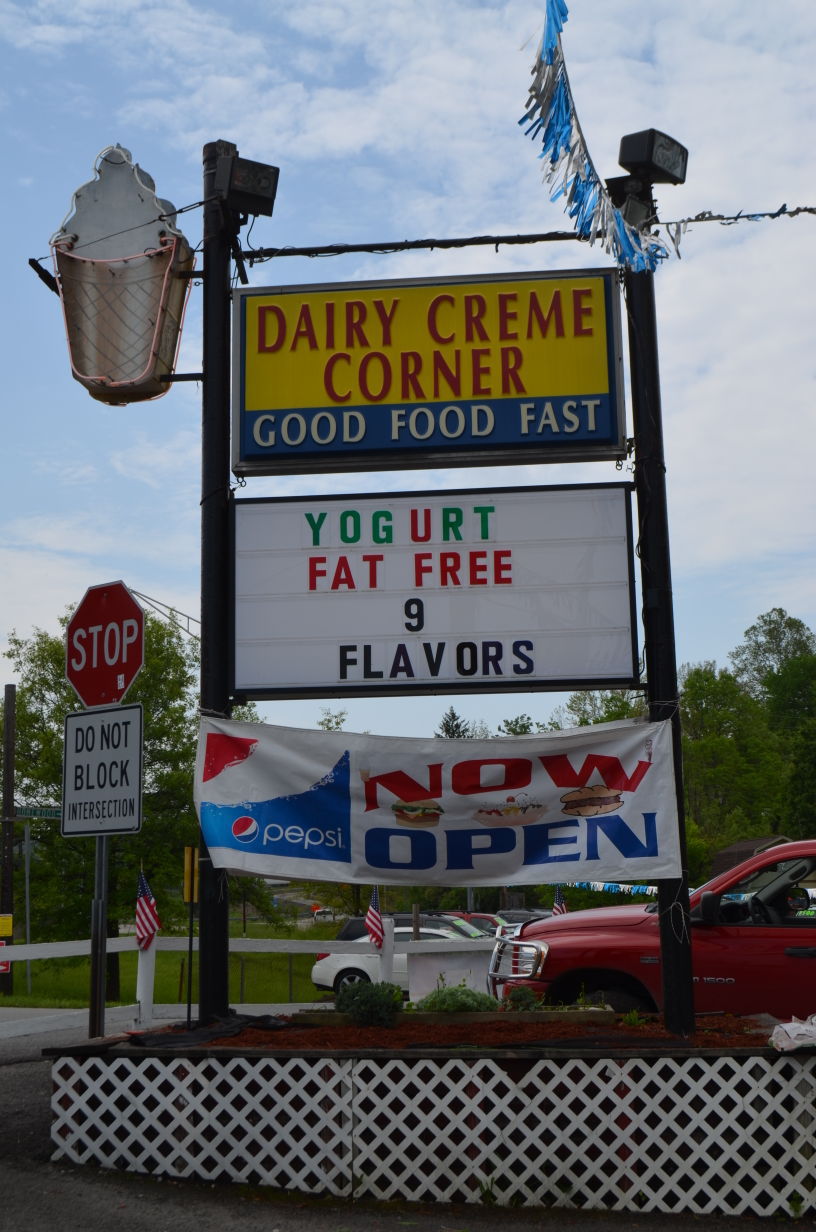 DAIRY CREME
CORNER
GOOD FOOD FAST
YOGURT
FAT FREE
9
FLAVORS
STOP
DO NOT
BLOCK
INTERSECTION
pepsi
NOW
OPEN
1500